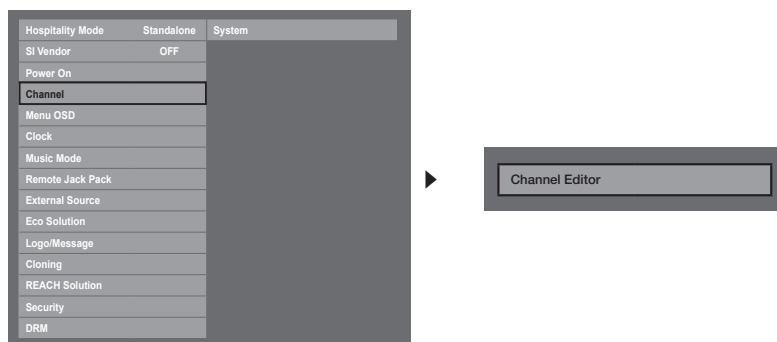 Hospitality Mode Standalone System
SI Vendor OFF
Power On
Channel
Menu OSD
Clock
Music Mode
Remote Jack Pack
External Source
Eco Solution
Logo/Message
Cloning
REACH Solution
Security
DRM
Channel Editor